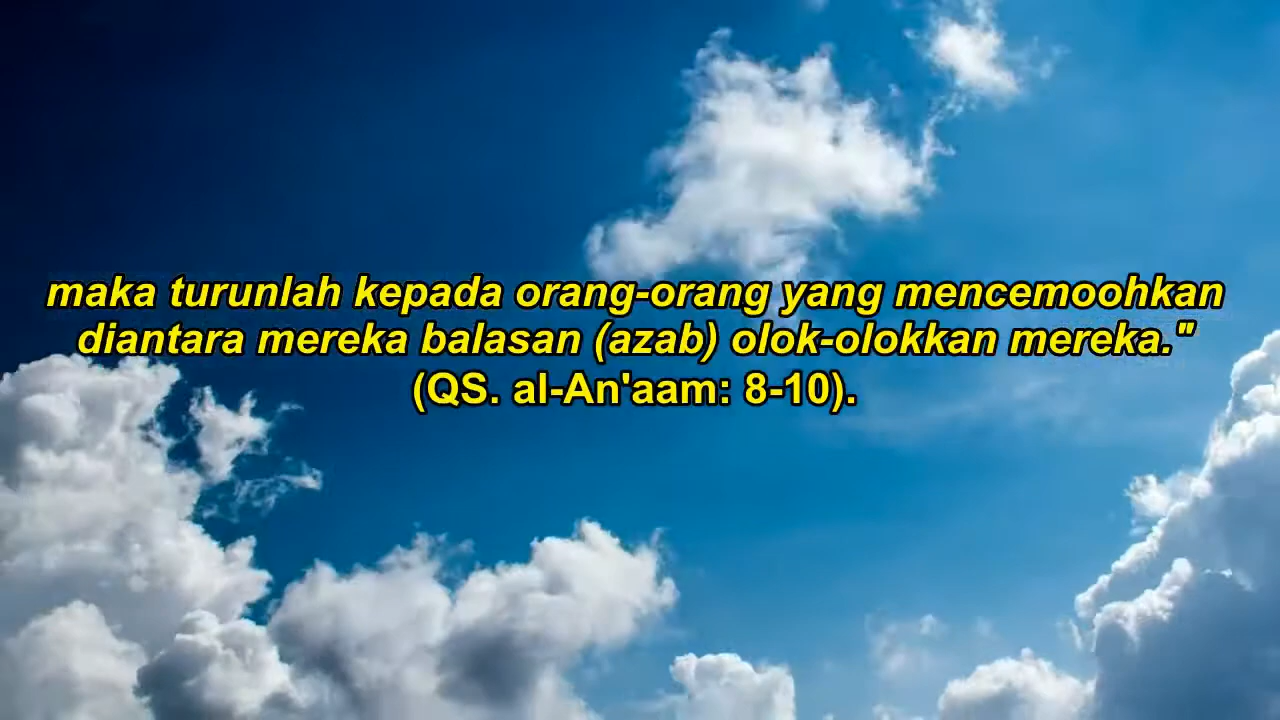 maka turunlah kepada orang-orang yang mencemoohkan
diantara mereka balasan (azab) olok-olokkan mereka."
(QS. al-An'aam: 8-10).